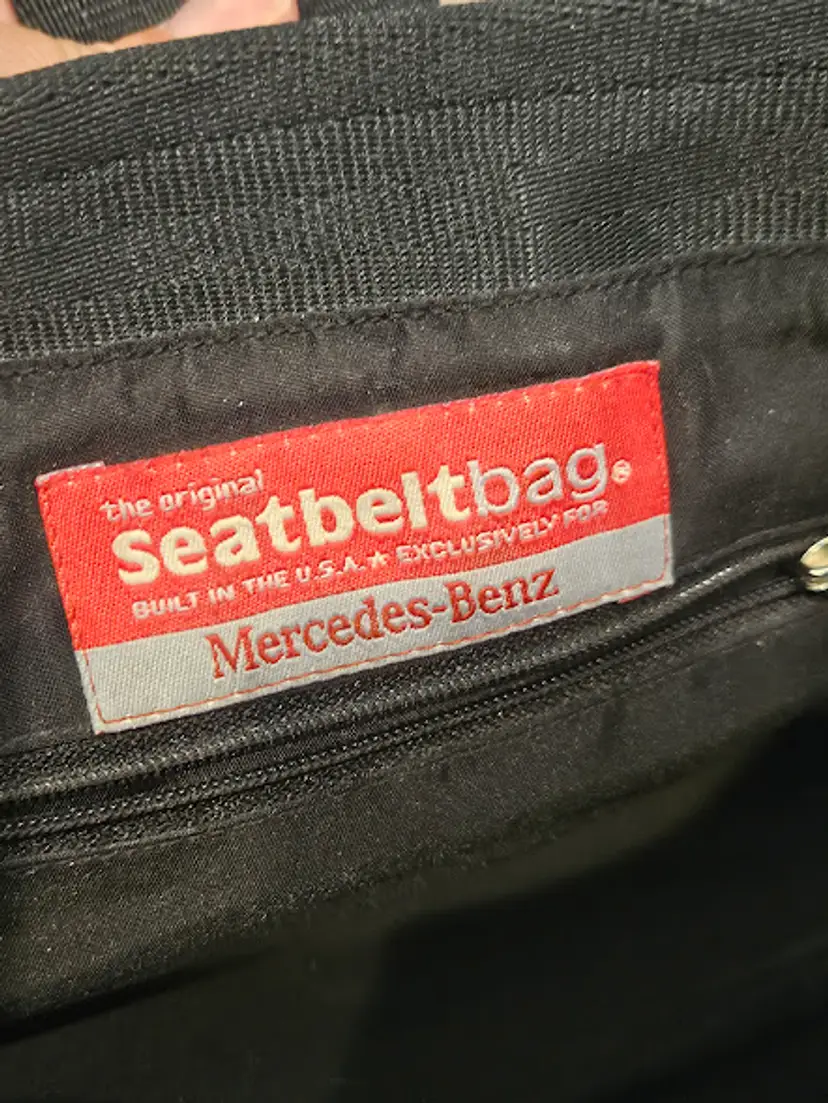 the original
seatbeltbag®
BUILT IN THE U.S.A.★ EXCLUSIVELY FOR
Mercedes-Benz